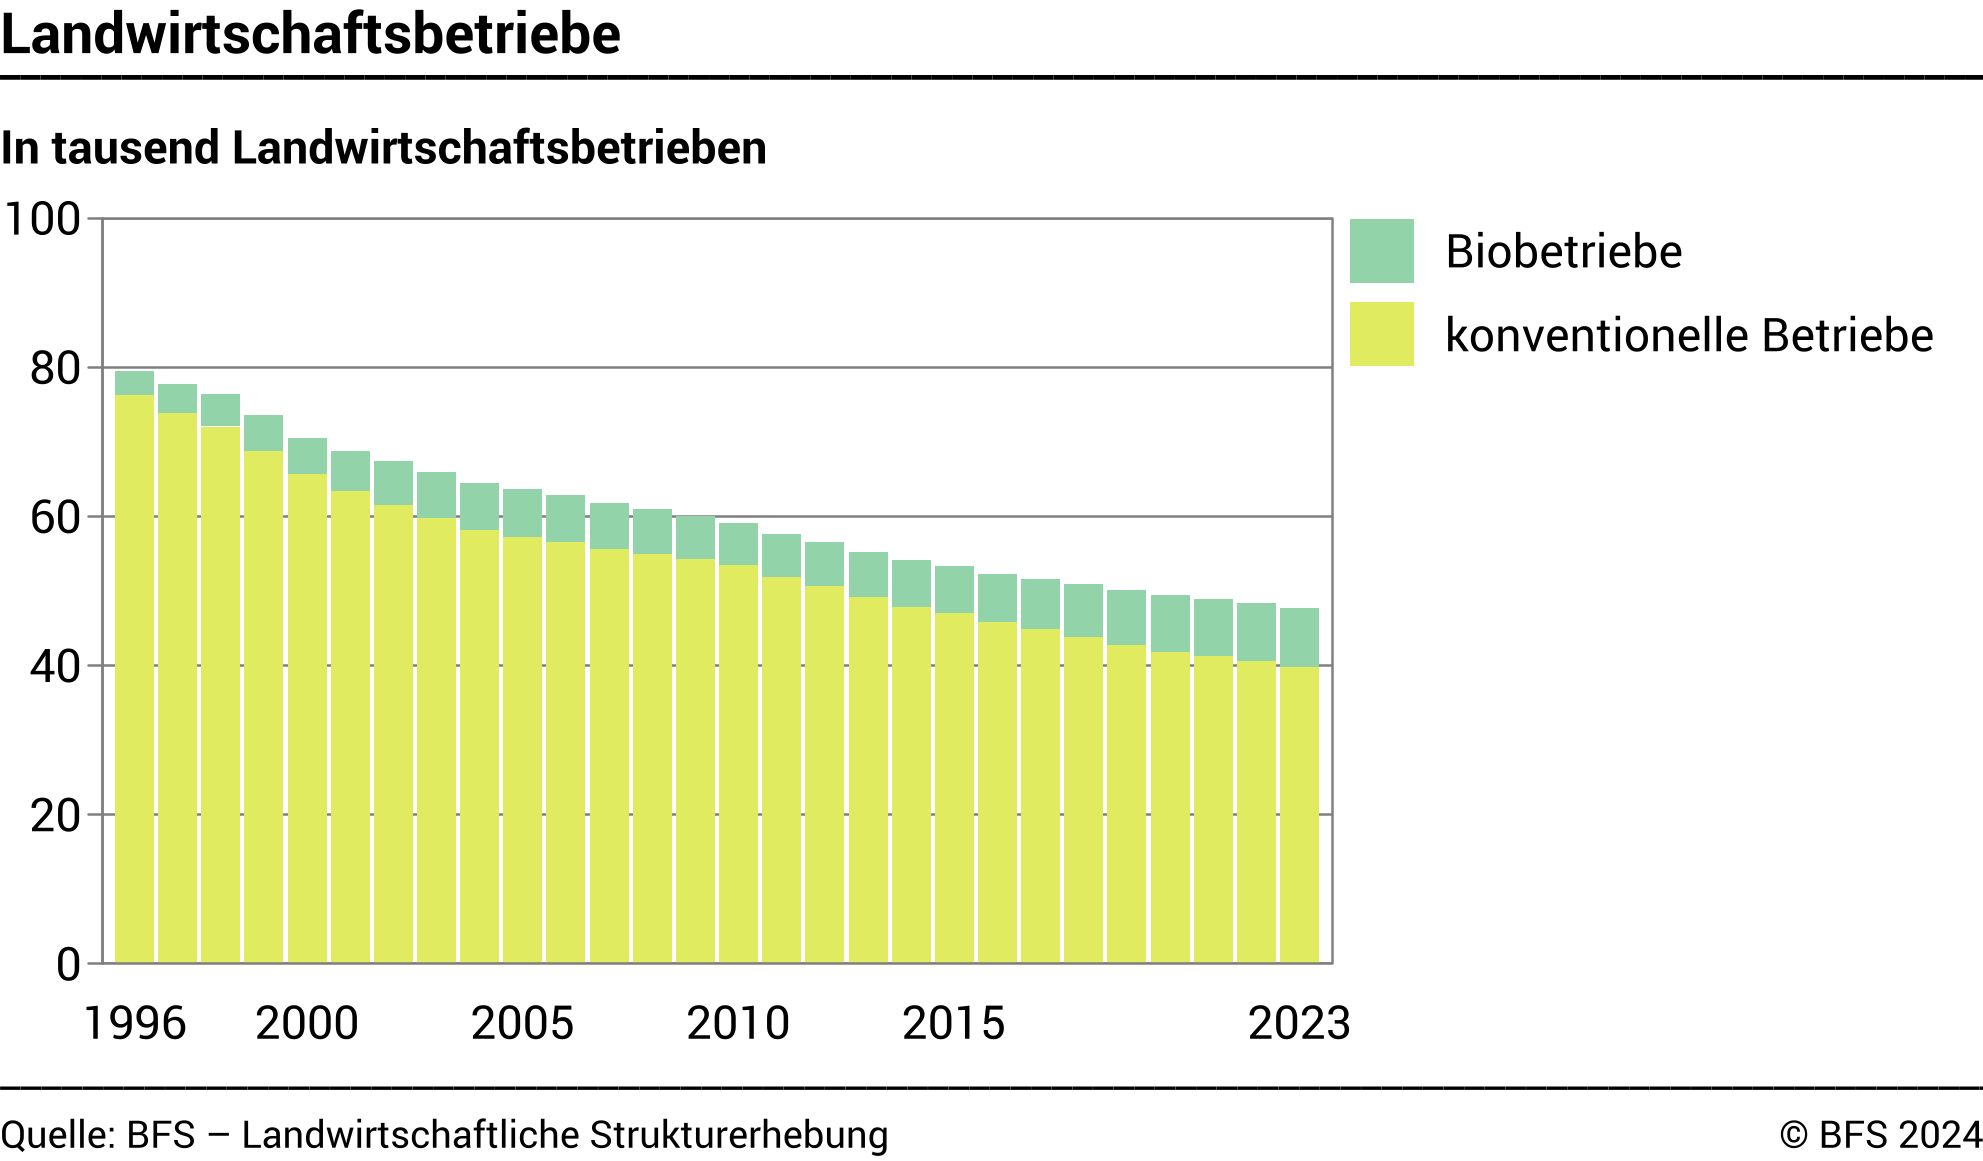 Landwirtschaftsbetriebe
In tausend Landwirtschaftsbetrieben
100
80
60
40
20
0
1996 2000 2005 2010 2015 2023
Biobetriebe
konventionelle Betriebe
Quelle: BFS – Landwirtschaftliche Strukturerhebung © BFS 2024